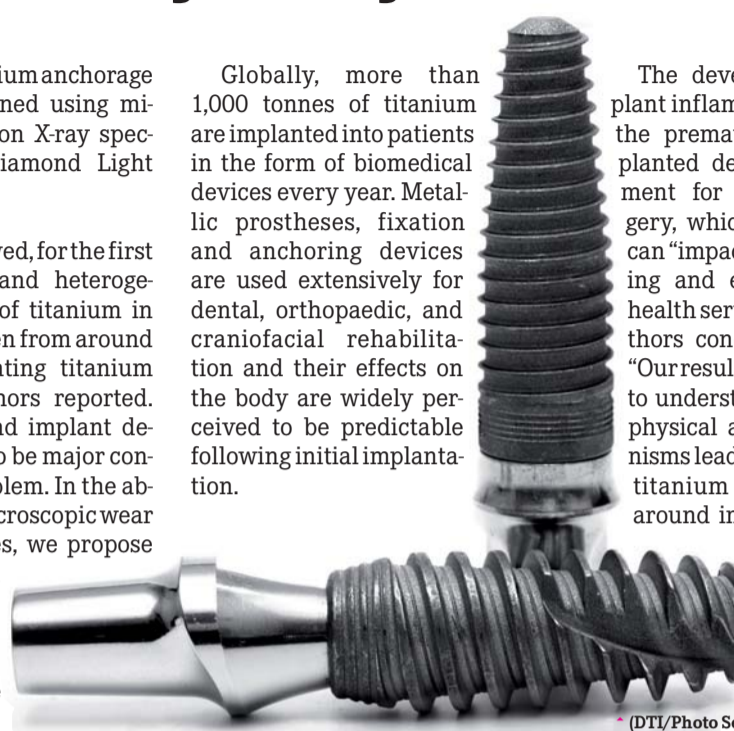 ium anchorage
ned using mi-
on X-ray spec-
iamond Light
ed, for the first
and heteroge-
of titanium in
en from around
ating titanium
hors reported.
nd implant de-
o be major con-
lem. In the ab-
croscopic wear
es, we propose
Globally, more than
1,000 tonnes of titanium
are implanted into patients
in the form of biomedical
devices every year. Metal-
lic prostheses, fixation
and anchoring devices
are used extensively for
dental, orthopaedic, and
craniofacial rehabilita-
tion and their effects on
the body are widely per-
ceived to be predictable
following initial implanta-
tion.
The deve
plant inflam
the prema
planted de
ment for
gery, whic
can “impac
ing and e
health ser
thors con
“Our resul
to underst
physical a
nisms lead
titanium
around in
(DTI/Photo So